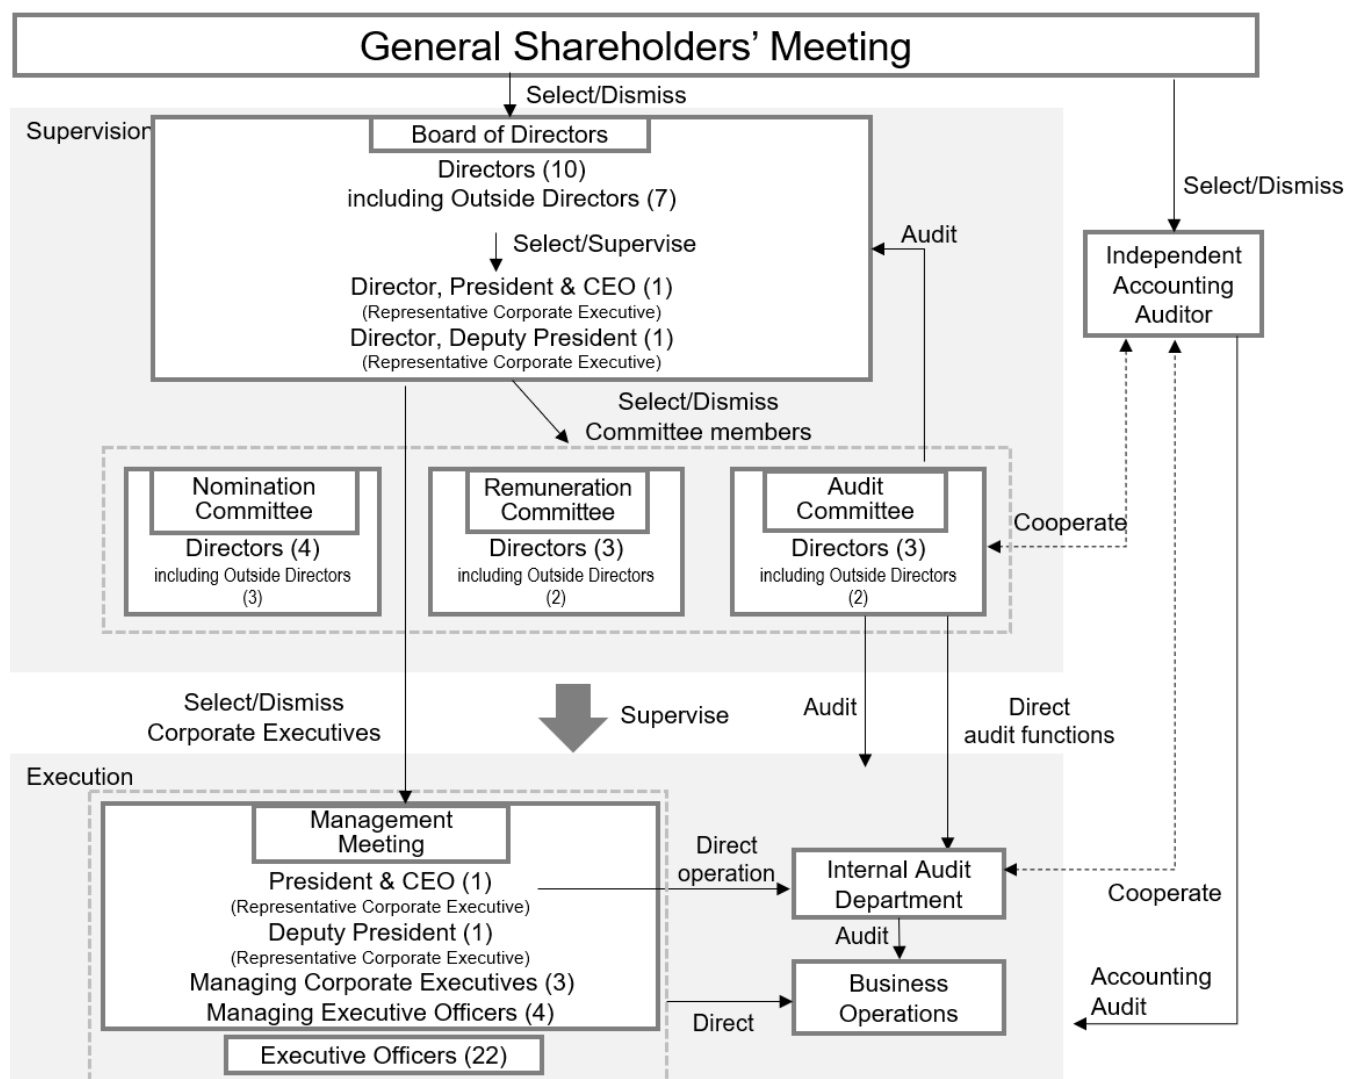 General Shareholders’ Meeting
Select/Dismiss
Supervision
Board of Directors
Directors (10)
including Outside Directors (7)
Select/Supervise
Director, President & CEO (1)
(Representative Corporate Executive)
Director, Deputy President (1)
(Representative Corporate Executive)
Audit
Select/Dismiss
Independent
Accounting
Auditor
Select/Dismiss
Committee members
Nomination
Committee
Directors (4)
including Outside Directors
(3)
Remuneration
Committee
Directors (3)
including Outside Directors
(2)
Audit
Committee
Directors (3)
including Outside Directors
(2)
Cooperate
Select/Dismiss
Corporate Executives
Supervise
Audit
Direct
audit functions
Execution
Management
Meeting
President & CEO (1)
(Representative Corporate Executive)
Deputy President (1)
(Representative Corporate Executive)
Managing Corporate Executives (3)
Managing Executive Officers (4)
Executive Officers (22)
Direct
operation
Internal Audit
Department
Audit
Business
Operations
Direct
Cooperate
Accounting
Audit